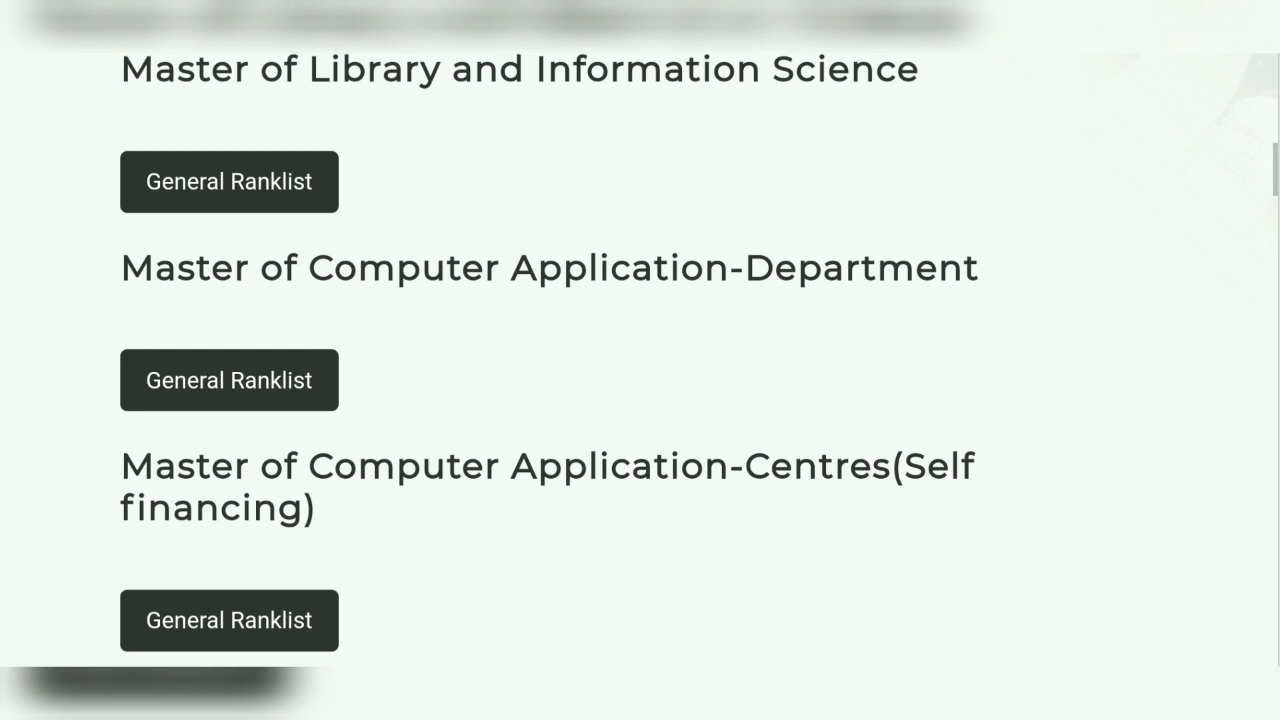 Master of Library and Information Science
General Ranklist
Master of Computer Application-Department
General Ranklist
Master of Computer Application-Centres(Self
financing)
General Ranklist